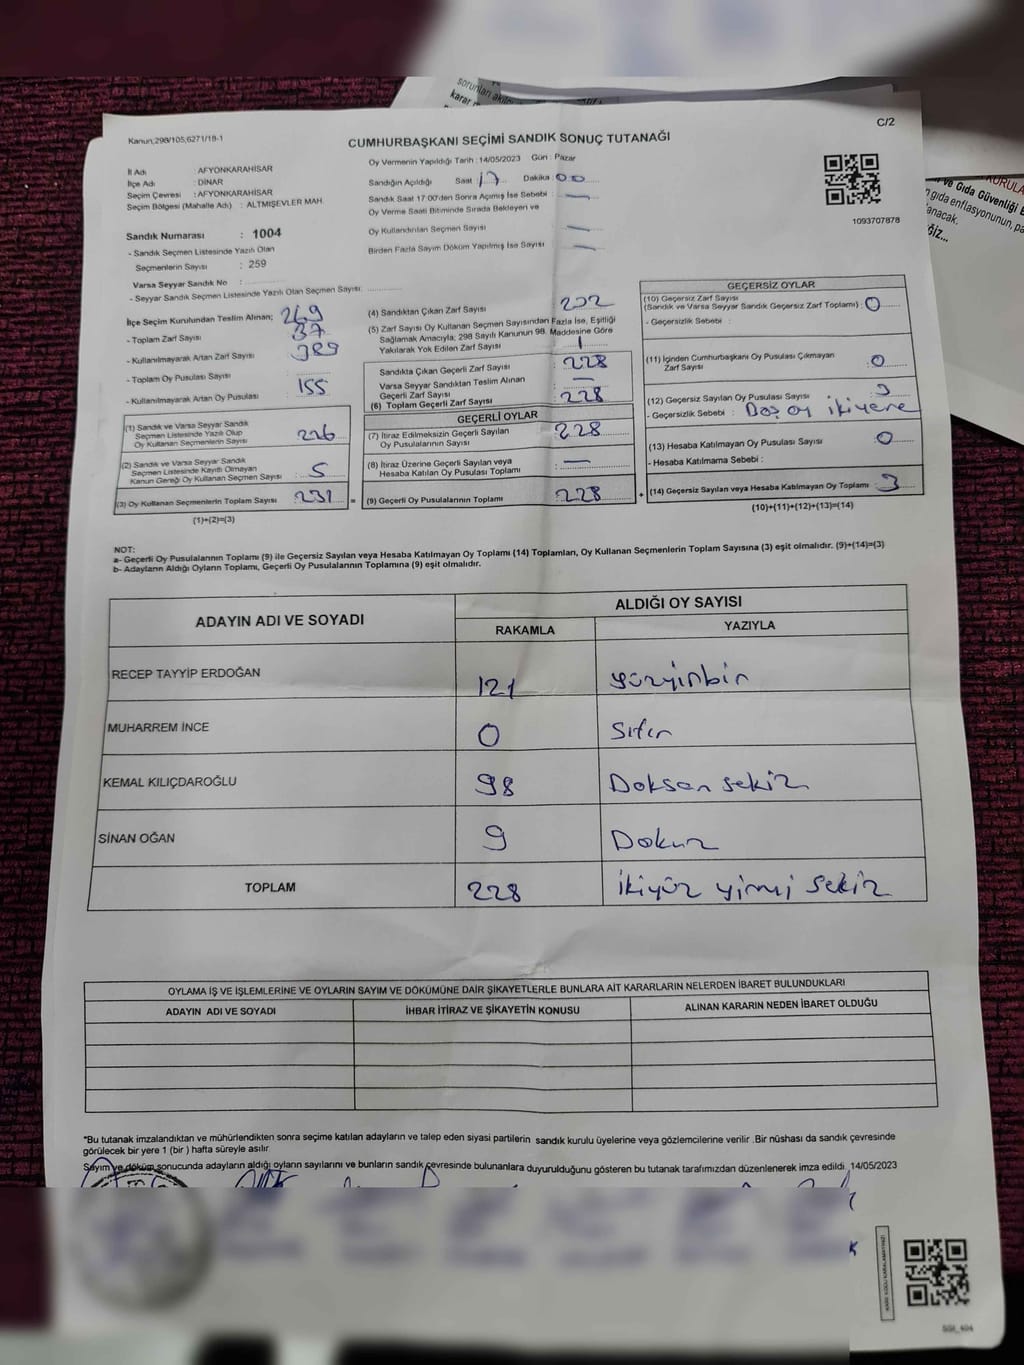 sorunları
karar
KURULA
ve Gıda Güvenliği
gıda enflasyonunun, pa
anacak.
ğiz...
C/2
Kanun,298/105,6271/18-1
CUMHURBAŞKANI SEÇİMİ SANDIK SONUÇ TUTANAĞI
İl Adı : AFYONKARAHİSAR
İlçe Adı : DİNAR
Seçim Çevresi : AFYONKARAHİSAR
Seçim Bölgesi (Mahalle Adı) : ALTMIŞEVLER MAH.
Sandık Numarası : 1004
- Sandık Seçmen Listesinde Yazılı Olan
Seçmenlerin Sayısı : 259
Varsa Seyyar Sandık No :
- Seyyar Sandık Seçmen Listesinde Yazılı Olan Seçmen Sayısı:
İlçe Seçim Kurulundan Teslim Alınan;
- Toplam Zarf Sayısı 269
- Kullanılmayarak Artan Zarf Sayısı 37
- Toplam Oy Pusulası Sayısı 389
- Kullanılmayarak Artan Oy Pusulası 155
(1) Sandık ve Varsa Seyyar Sandık
Seçmen Listesinde Yazılı Olup
Oy Kullanan Seçmenlerin Sayısı : 226
(2) Sandık ve Varsa Seyyar Sandık
Seçmen Listesinde Kayıtlı Olmayan
Kanun Gereği Oy Kullanan Seçmen Sayısı : 5
(3) Oy Kullanan Seçmenlerin Toplam Sayısı : 231 =
(1)+(2)=(3)
Oy Vermenin Yapıldığı Tarih : 14/05/2023 Gün : Pazar
Sandığın Açıldığı Saat 17 Dakika : 00
Sandık Saat 17.00'den Sonra Açılmış İse Sebebi : —
Oy Verme Saati Bitiminde Sırada Bekleyen ve
Oy Kullandırılan Seçmen Sayısı : —
Birden Fazla Sayım Döküm Yapılmış İse Sayısı : —
(4) Sandıktan Çıkan Zarf Sayısı : 232
(5) Zarf Sayısı Oy Kullanan Seçmen Sayısından Fazla İse, Eşitliği
Sağlamak Amacıyla; 298 Sayılı Kanunun 98. Maddesine Göre
Yakılarak Yok Edilen Zarf Sayısı : 1
Sandıkta Çıkan Geçerli Zarf Sayısı : 228
Varsa Seyyar Sandıktan Teslim Alınan
Geçerli Zarf Sayısı : —
(6) Toplam Geçerli Zarf Sayısı : 228
GEÇERLİ OYLAR
(7) İtiraz Edilmeksizin Geçerli Sayılan
Oy Pusulalarının Sayısı : 228
(8) İtiraz Üzerine Geçerli Sayılan veya
Hesaba Katılan Oy Pusulası Toplamı : —
(9) Geçerli Oy Pusulalarının Toplamı : 228 +
1093707878
GEÇERSİZ OYLAR
(10) Geçersiz Zarf Sayısı
(Sandık ve Varsa Seyyar Sandık Geçersiz Zarf Toplamı) : 0
- Geçersizlik Sebebi :
(11) İçinden Cumhurbaşkanı Oy Pusulası Çıkmayan
Zarf Sayısı : 0
(12) Geçersiz Sayılan Oy Pusulası Sayısı : 3
- Geçersizlik Sebebi : Boş oy ikiyene
(13) Hesaba Katılmayan Oy Pusulası Sayısı : 0
- Hesaba Katılmama Sebebi :
(14) Geçersiz Sayılan veya Hesaba Katılmayan Oy Toplamı : 3
(10)+(11)+(12)+(13)=(14)
NOT:
a- Geçerli Oy Pusulalarının Toplamı (9) ile Geçersiz Sayılan veya Hesaba Katılmayan Oy Toplamı (14) Toplamları, Oy Kullanan Seçmenlerin Toplam Sayısına (3) eşit olmalıdır. (9)+(14)=(3)
b- Adayların Aldığı Oyların Toplamı, Geçerli Oy Pusulalarının Toplamına (9) eşit olmalıdır.
ADAYIN ADI VE SOYADI
ALDIĞI OY SAYISI
RAKAMLA
YAZIYLA
RECEP TAYYİP ERDOĞAN 121 yüzyirmibir
MUHARREM İNCE 0 Sıfır
KEMAL KILIÇDAROĞLU 98 Doksan sekiz
SİNAN OĞAN 9 Dokuz
TOPLAM 228 İkiyüz yirmi sekiz
OYLAMA İŞ VE İŞLEMLERİNE VE OYLARIN SAYIM VE DÖKÜMÜNE DAİR ŞİKAYETLERLE BUNLARA AİT KARARLARIN NELERDEN İBARET BULUNDUKLARI
ADAYIN ADI VE SOYADI
İHBAR İTİRAZ VE ŞİKAYETİN KONUSU
ALINAN KARARIN NEDEN İBARET OLDUĞU
*Bu tutanak imzalandıktan ve mühürlendikten sonra seçime katılan adayların ve talep eden siyasi partilerin sandık kurulu üyelerine veya gözlemcilerine verilir .Bir nüshası da sandık çevresinde
görülecek bir yere 1 (bir ) hafta süreyle asılır
Sayım ve döküm sonucunda adayların aldığı oyların sayılarını ve bunların sandık çevresinde bulunanlara duyurulduğunu gösteren bu tutanak tarafımızdan düzenlenerek imza edildi. 14/05/2023
KARE KODU KARALAMAYINIZ!